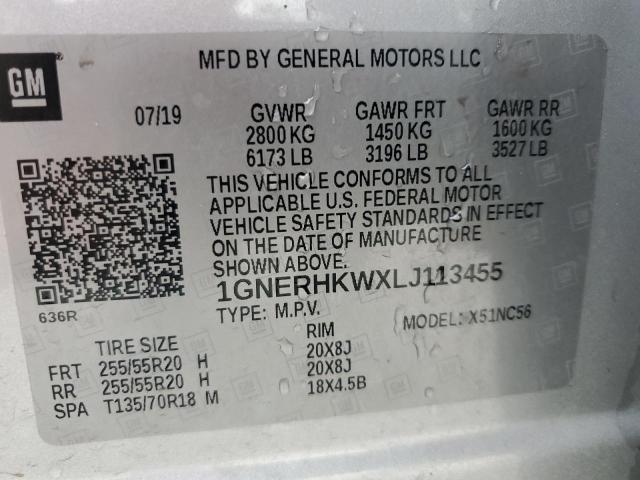 GM
MFD BY GENERAL MOTORS LLC
07/19 GVWR GAWR FRT GAWR RR
2800 KG 1450 KG 1600 KG
6173 LB 3196 LB 3527 LB
THIS VEHICLE CONFORMS TO ALL
APPLICABLE U.S. FEDERAL MOTOR
VEHICLE SAFETY STANDARDS IN EFFECT
ON THE DATE OF MANUFACTURE
SHOWN ABOVE.
1GNERHKWXLJ113455
636R
TYPE: M.P.V. MODEL: X51NC56
TIRE SIZE RIM
FRT 255/55R20 H 20X8J
RR 255/55R20 H 20X8J
SPA T135/70R18 M 18X4.5B